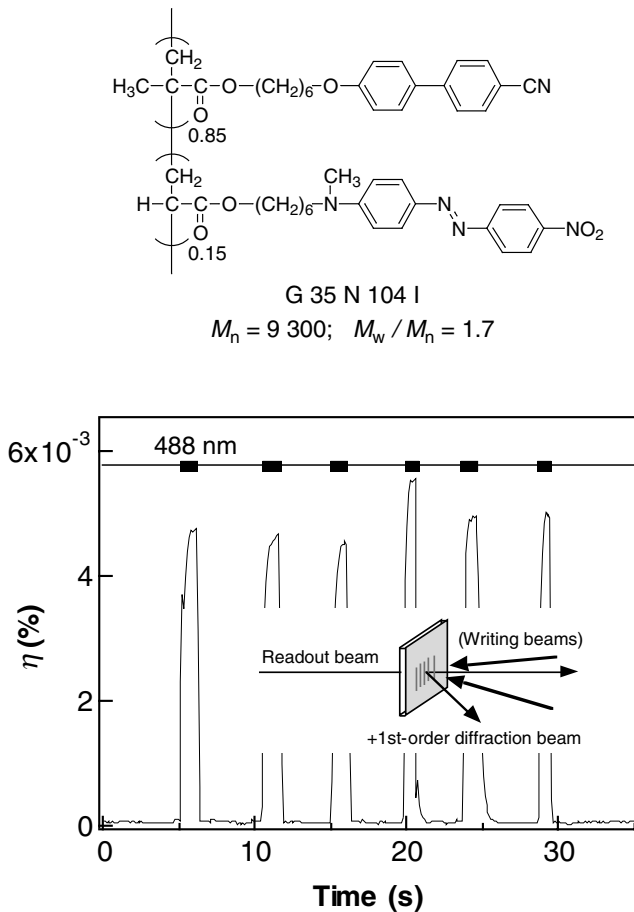 CH2
H3C—C—C—O—(CH2)6—O
CN
O
0.85
CH2
CH3
H—C—C—O—(CH2)6—N
N
N
NO2
O
0.15
G 35 N 104 I
Mn = 9 300; Mw / Mn = 1.7
6x10-3
488 nm
4
(Writing beams)
Readout beam
η (%)
2
+1st-order diffraction beam
0
0 10 20 30
Time (s)